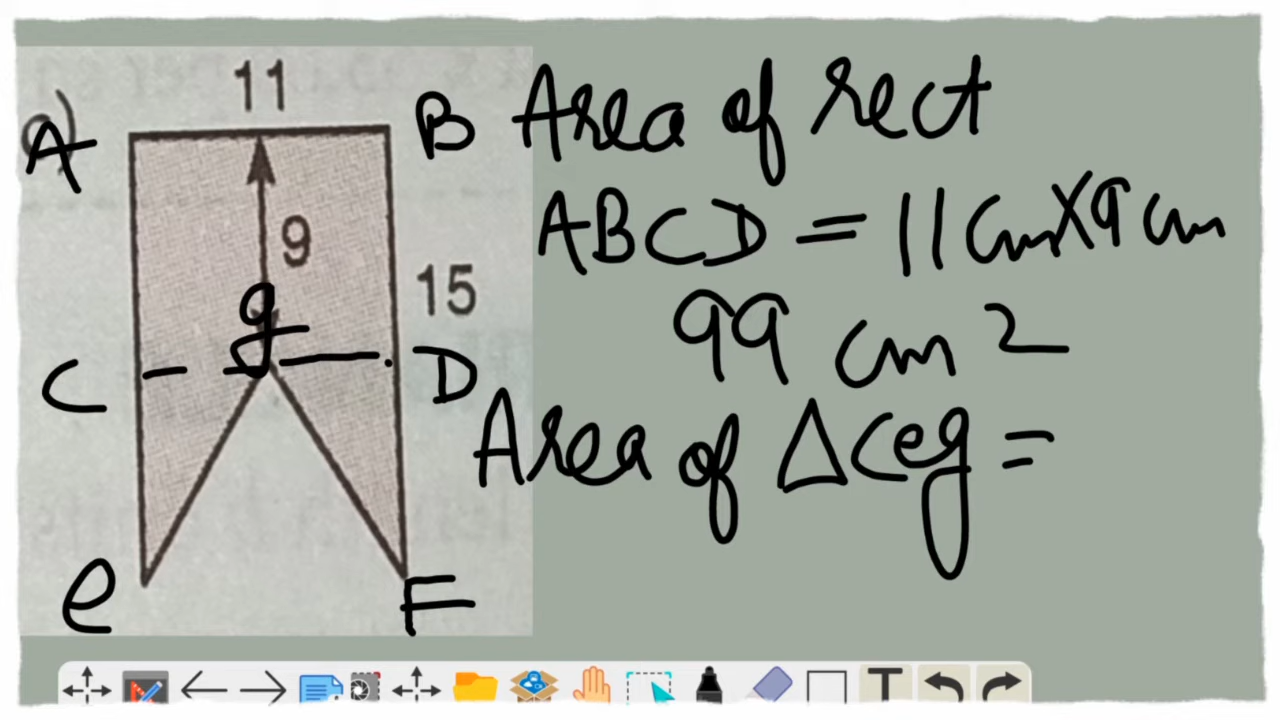 a)
11
A
B
9
15
g
C
D
e
F
Area of rect
ABCD = 11 cm x 9 cm
99 cm 2
Area of △ceg =
T